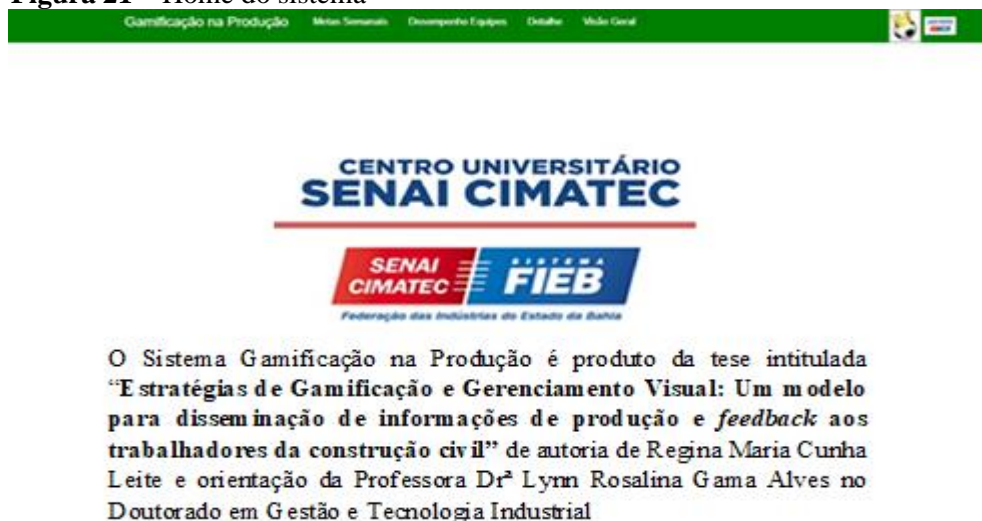 Figura 21 - Home do sistema
Gamificação na Produção Metas Semanais Desempenho Equipes Detalhe Visão Geral
CENTRO UNIVERSITÁRIO
SENAI CIMATEC
SENAI
CIMATEC
SISTEMA
FIEB
Federação das Indústrias do Estado da Bahia
O Sistema Gamificação na Produção é produto da tese intitulada
“Estratégias de Gamificação e Gerenciamento Visual: Um modelo
para disseminação de informações de produção e feedback aos
trabalhadores da construção civil” de autoria de Regina Maria Cunha
Leite e orientação da Professora Drª Lynn Rosalina Gama Alves no
Doutorado em Gestão e Tecnologia Industrial